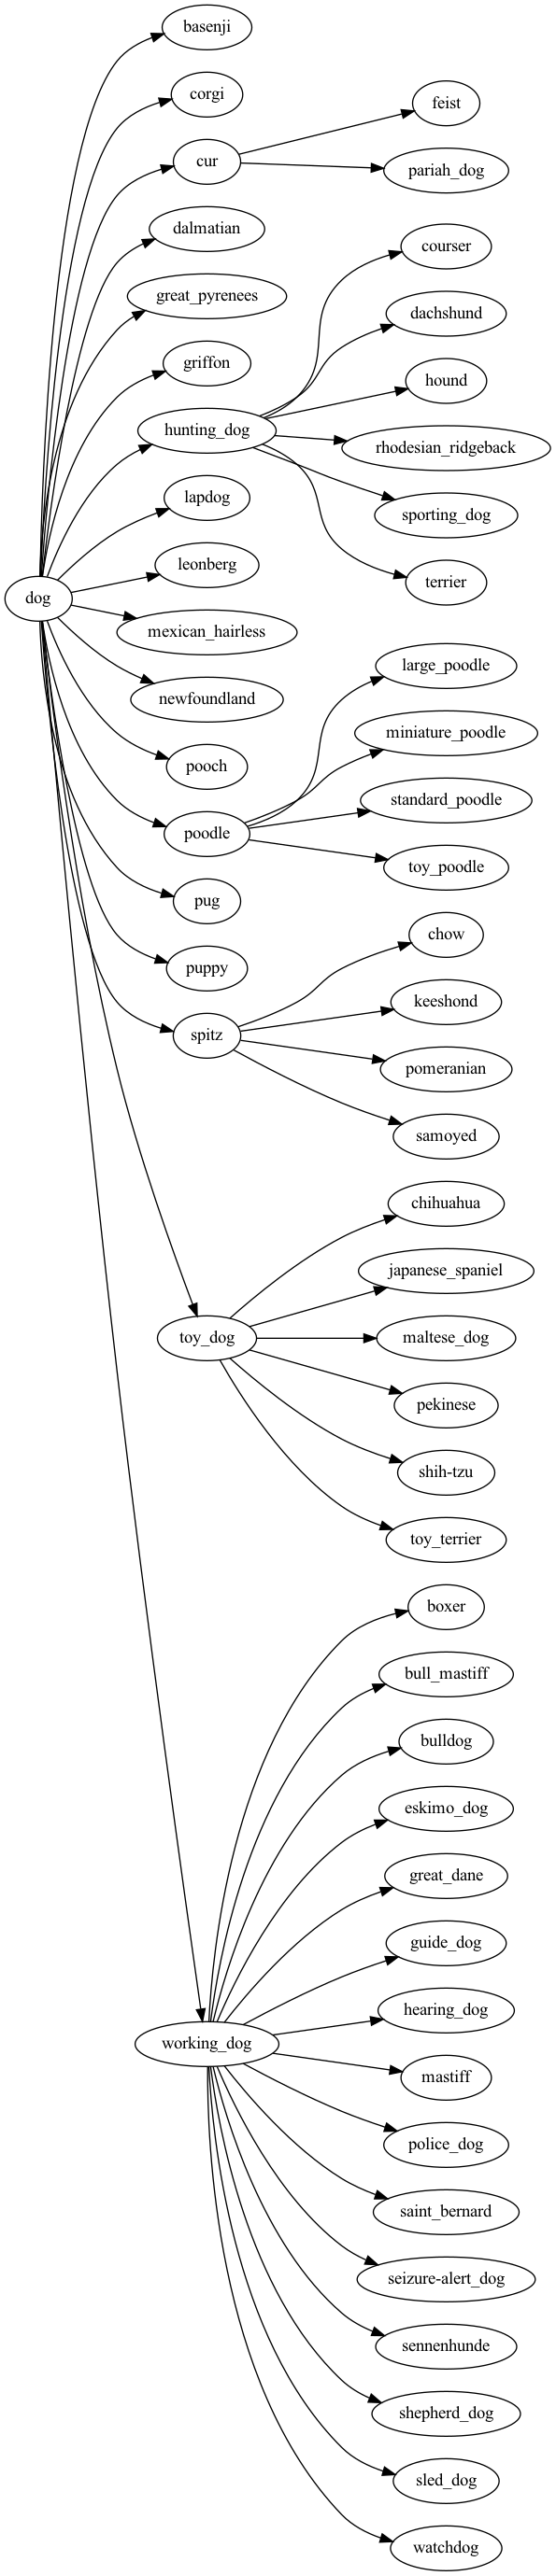 basenji
corgi
feist
cur
pariah_dog
dalmatian
courser
great_pyrenees
dachshund
griffon
hound
hunting_dog
rhodesian_ridgeback
lapdog
sporting_dog
leonberg
terrier
dog
mexican_hairless
large_poodle
newfoundland
miniature_poodle
pooch
standard_poodle
poodle
toy_poodle
pug
chow
puppy
keeshond
spitz
pomeranian
samoyed
chihuahua
japanese_spaniel
toy_dog
maltese_dog
pekinese
shih-tzu
toy_terrier
boxer
bull_mastiff
bulldog
eskimo_dog
great_dane
guide_dog
hearing_dog
working_dog
mastiff
police_dog
saint_bernard
seizure-alert_dog
sennenhunde
shepherd_dog
sled_dog
watchdog